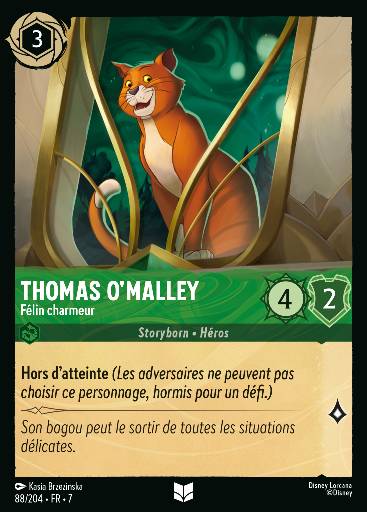 3
THOMAS O'MALLEY
Félin charmeur
4
2
Storyborn • Héros
Hors d'atteinte (Les adversaires ne peuvent pas
choisir ce personnage, hormis pour un défi.)
Son bagou peut le sortir de toutes les situations
délicates.
Kasia Brzezinska
88/204 • FR • 7
Disney Lorcana
©Disney